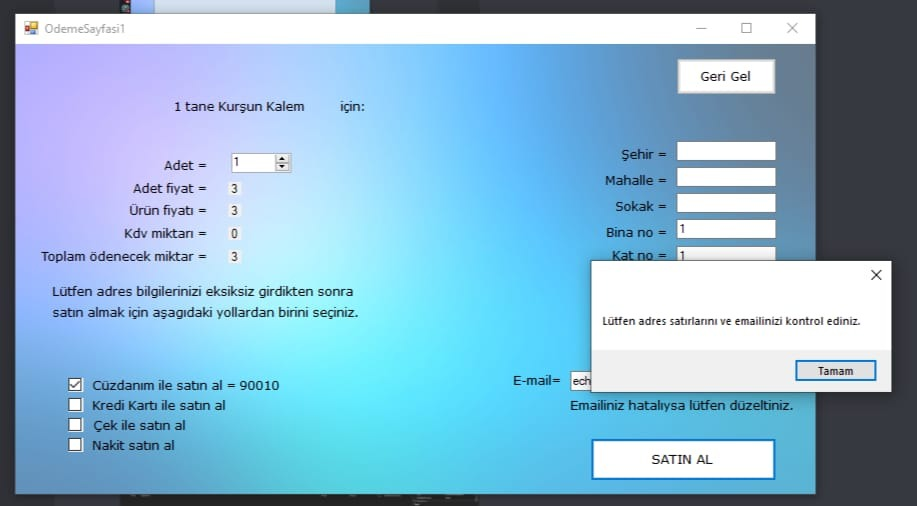 OdemeSayfasi1
Geri Gel
1 tane Kurşun Kalem için:
Adet = 1
Adet fiyat = 3
Ürün fiyatı = 3
Kdv miktarı = 0
Toplam ödenecek miktar = 3
Lütfen adres bilgilerinizi eksiksiz girdikten sonra
satın almak için aşagıdaki yollardan birini seçiniz.
Cüzdanım ile satın al = 90010
Kredi Kartı ile satın al
Çek ile satın al
Nakit satın al
Şehir =
Mahalle =
Sokak =
Bina no = 1
Kat no = 1
Lütfen adres satırlarını ve emailinizi kontrol ediniz.
Tamam
E-mail= ech
Emailiniz hatalıysa lütfen düzeltiniz.
SATIN AL